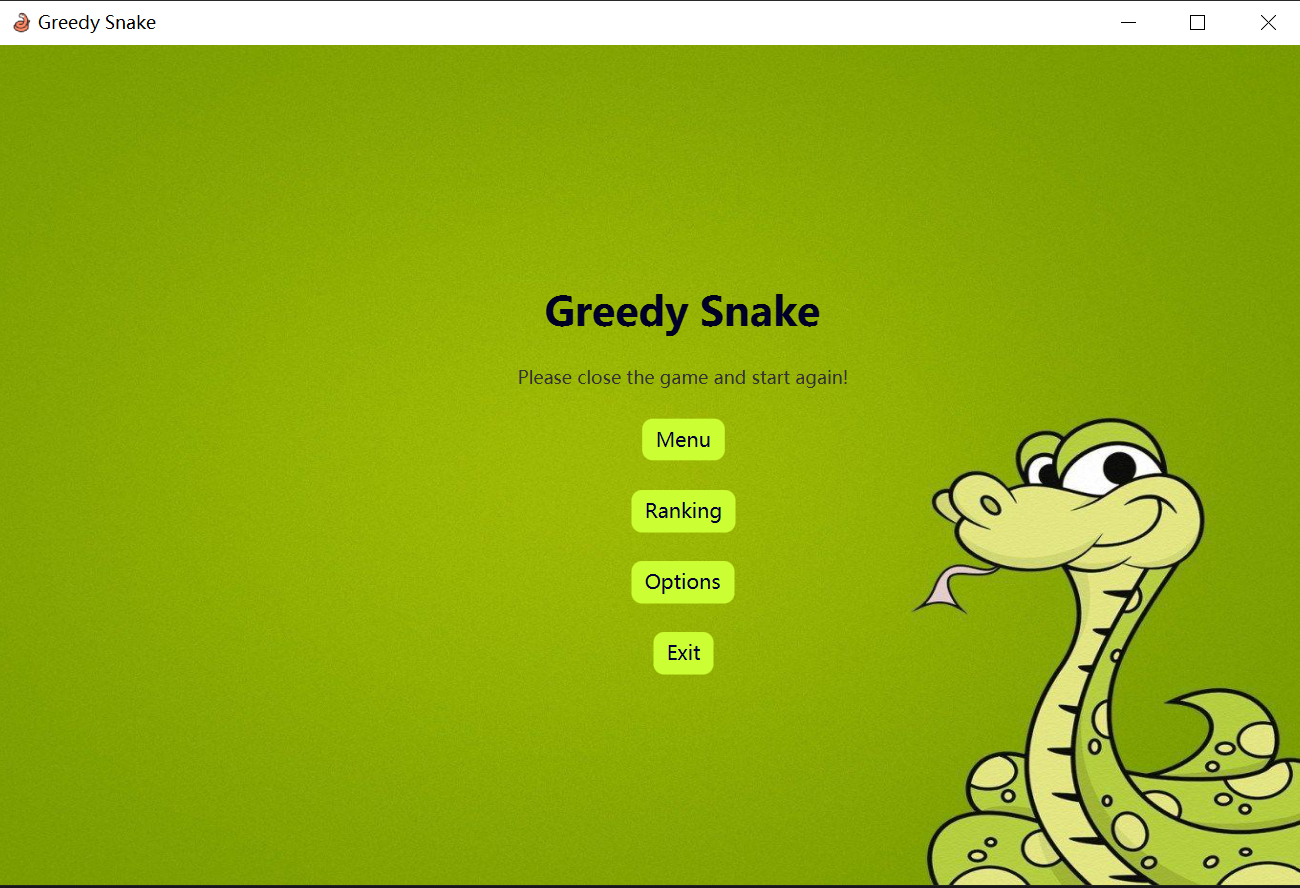 Greedy Snake
Greedy Snake
Please close the game and start again!
Menu
Ranking
Options
Exit